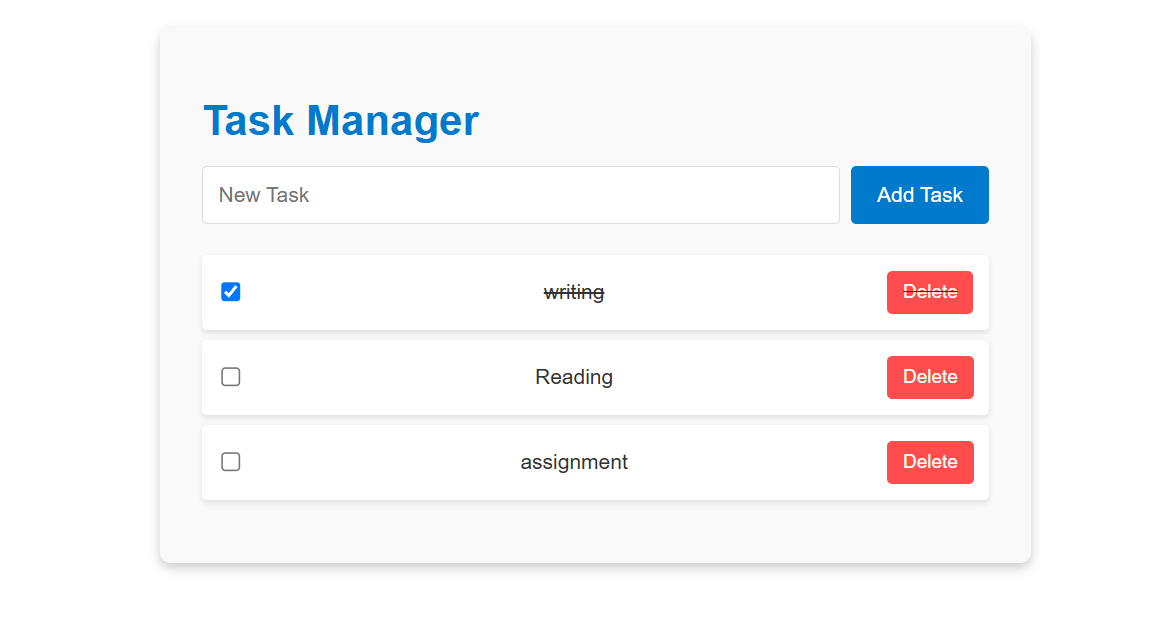 Task Manager
New Task Add Task
writing Delete
Reading Delete
assignment Delete